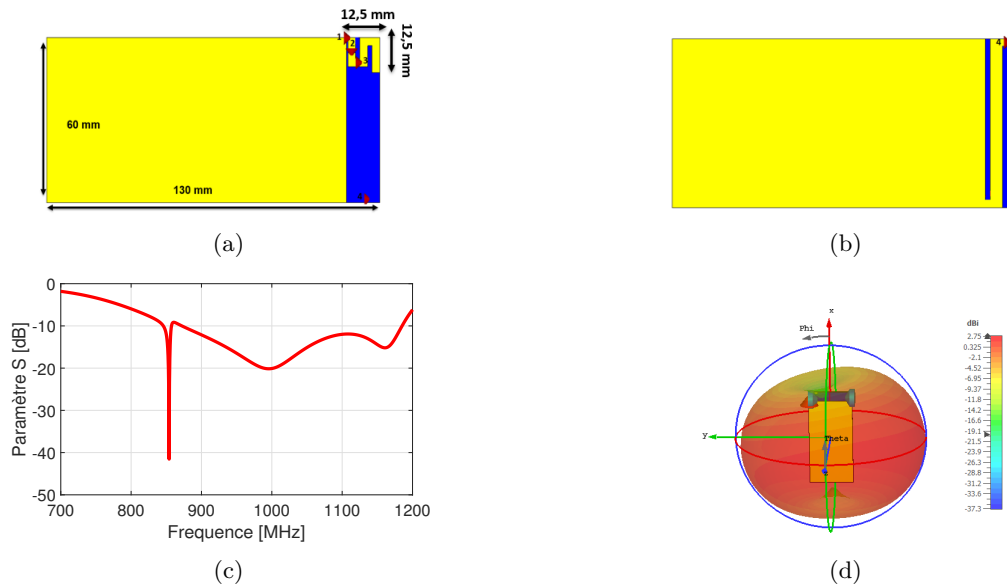 12,5 mm
12,5 mm
1
2
3
60 mm
130 mm
4
(a)
4
(b)
0
-10
-20
-30
-40
-50
700 800 900 1000 1100 1200
Paramètre S [dB]
Frequence [MHz]
(c)
x
Phi
y
Theta
dBi
2.75
0.325
-2.1
-4.52
-6.95
-9.37
-11.8
-14.2
-16.6
-19.1
-21.5
-23.9
-26.3
-28.8
-31.2
-33.6
-37.3
(d)